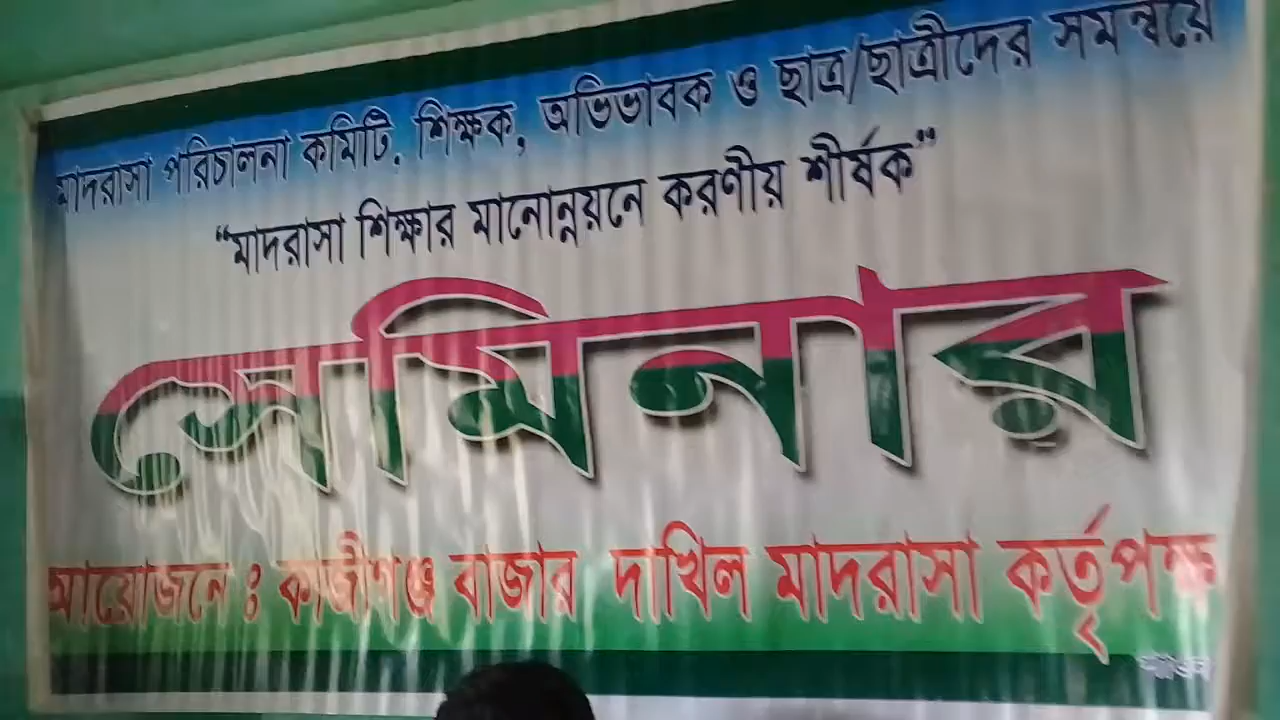 মাদরাসা পরিচালনা কমিটি, শিক্ষক, অভিভাবক ও ছাত্র/ছাত্রীদের সমন্বয়ে
“মাদরাসা শিক্ষার মানোন্নয়নে করণীয় শীর্ষক”
সেমিনার
আয়োজনে ঃ কাজীগঞ্জ বাজার দাখিল মাদরাসা কর্তৃপক্ষ